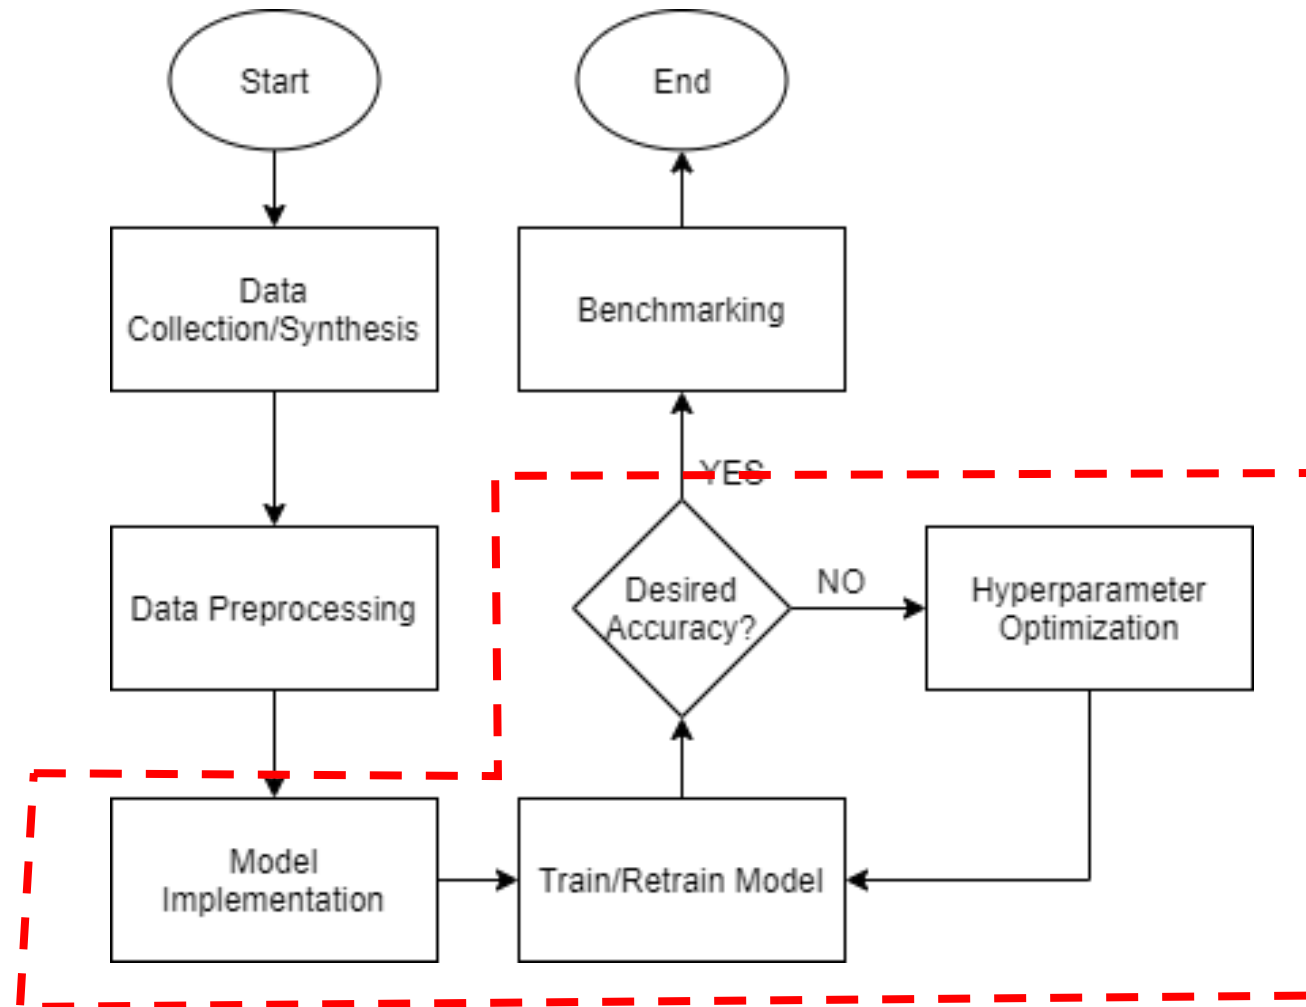 Start
End
Data
Collection/Synthesis
Benchmarking
YES
Data Preprocessing
Desired
Accuracy?
NO
Hyperparameter
Optimization
Model
Implementation
Train/Retrain Model